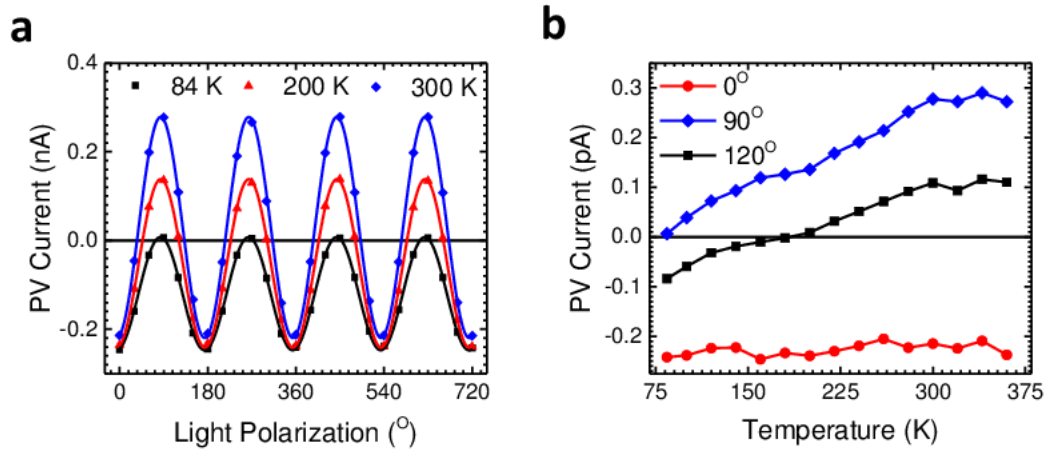 a
0.4
0.2
0.0
-0.2
PV Current (nA)
84 K 200 K 300 K
0 180 360 540 720
Light Polarization (O)
b
0.3
0.2
0.1
0.0
-0.1
-0.2
PV Current (pA)
0O
90O
120O
75 150 225 300 375
Temperature (K)